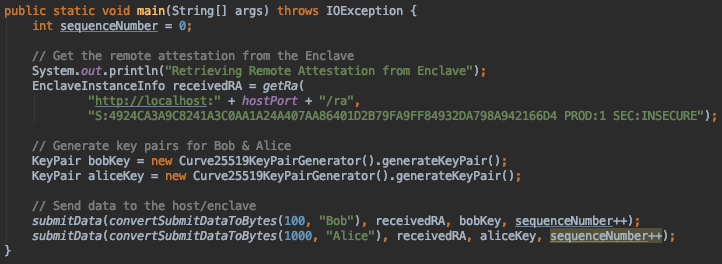 public static void main(String[] args) throws IOException {
int sequenceNumber = 0;
// Get the remote attestation from the Enclave
System.out.println("Retrieving Remote Attestation from Enclave");
EnclaveInstanceInfo receivedRA = getRa(
"http://localhost:" + hostPort + "/ra",
"S:4924CA3A9C8241A3C0AA1A24A407AA86401D2B79FA9FF84932DA798A942166D4 PROD:1 SEC:INSECURE");
// Generate key pairs for Bob & Alice
KeyPair bobKey = new Curve25519KeyPairGenerator().generateKeyPair();
KeyPair aliceKey = new Curve25519KeyPairGenerator().generateKeyPair();
// Send data to the host/enclave
submitData(convertSubmitDataToBytes(100, "Bob"), receivedRA, bobKey, sequenceNumber++);
submitData(convertSubmitDataToBytes(1000, "Alice"), receivedRA, aliceKey, sequenceNumber++);
}